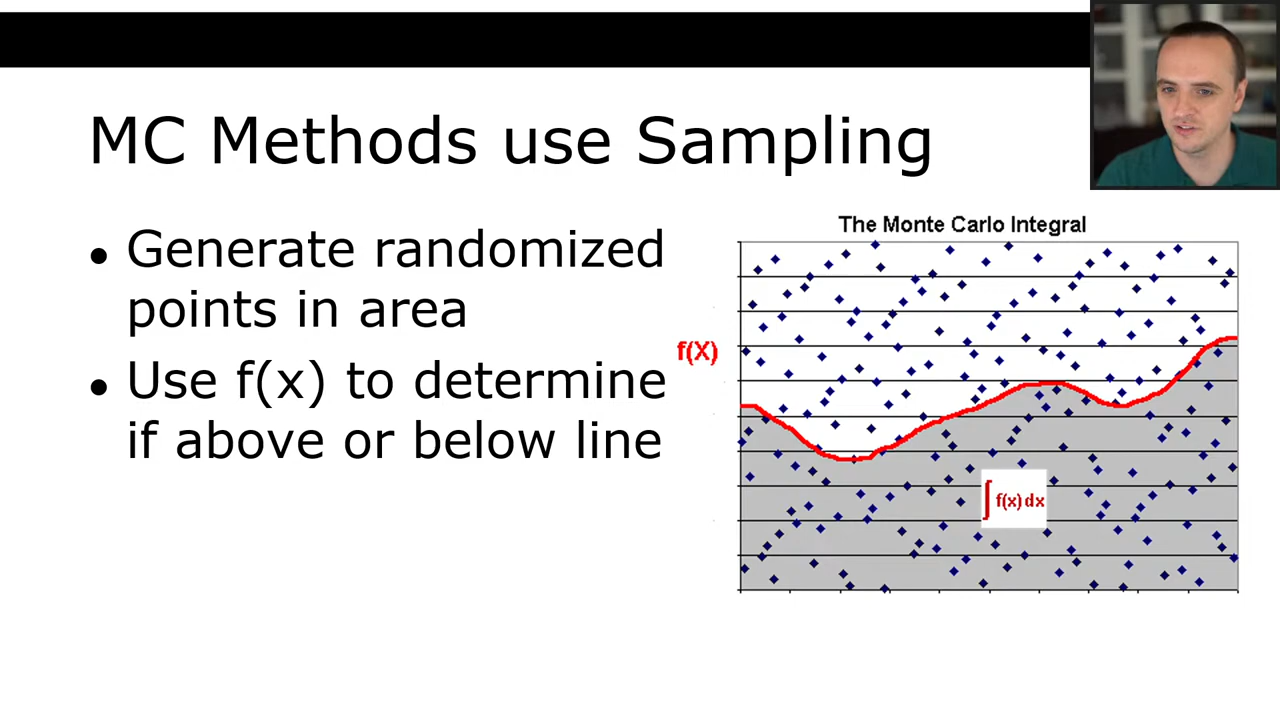 MC Methods use Sampling
• Generate randomized
points in area
• Use f(x) to determine
if above or below line
The Monte Carlo Integral
f(X)
∫ f(x) dx